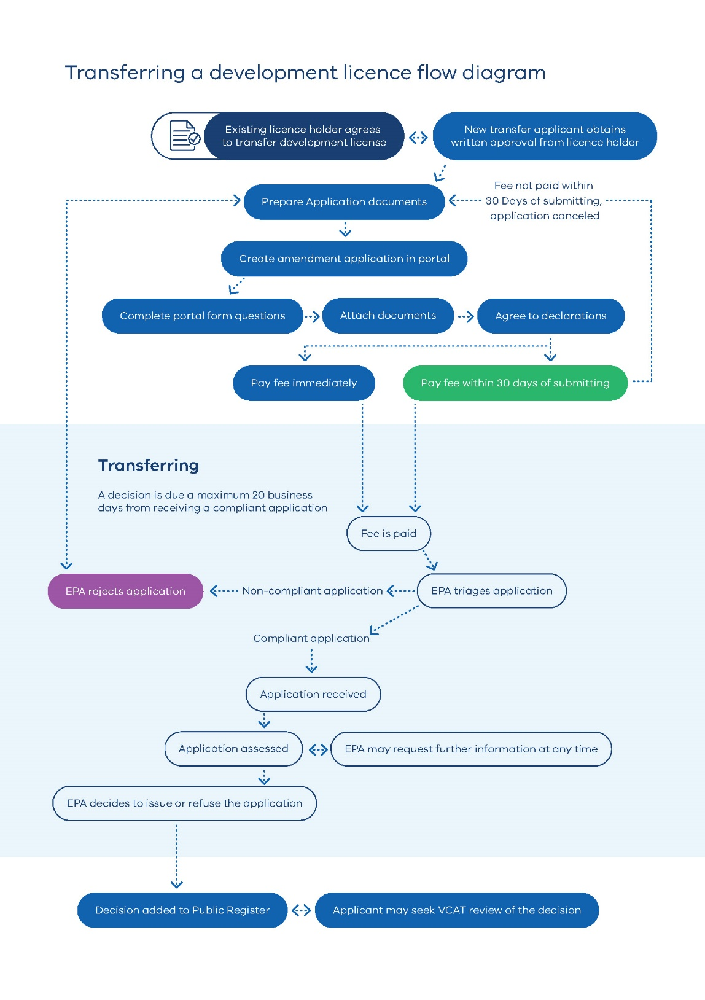 Transferring a development licence flow diagram
Existing licence holder agrees
to transfer development license
New transfer applicant obtains
written approval from licence holder
Fee not paid within
30 Days of submitting,
application canceled
Prepare Application documents
Create amendment application in portal
Complete portal form questions
Attach documents
Agree to declarations
Pay fee immediately
Pay fee within 30 days of submitting
Transferring
A decision is due a maximum 20 business
days from receiving a compliant application
Fee is paid
EPA rejects application
Non-compliant application
EPA triages application
Compliant application
Application received
Application assessed
EPA may request further information at any time
EPA decides to issue or refuse the application
Decision added to Public Register
Applicant may seek VCAT review of the decision